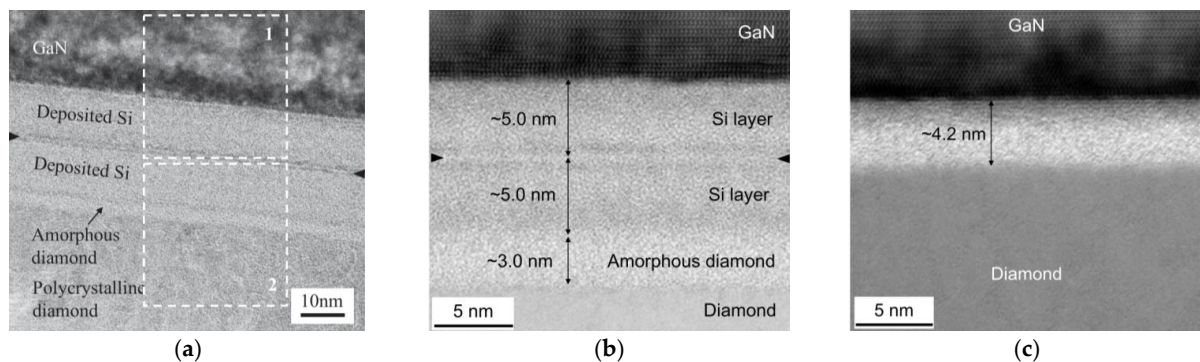 GaN
1
Deposited Si
Deposited Si
Amorphous
diamond
Polycrystalline
diamond
2
10nm
(a)
GaN
~5.0 nm
Si layer
~5.0 nm
Si layer
~3.0 nm
Amorphous diamond
5 nm
Diamond
(b)
GaN
~4.2 nm
Diamond
5 nm
(c)